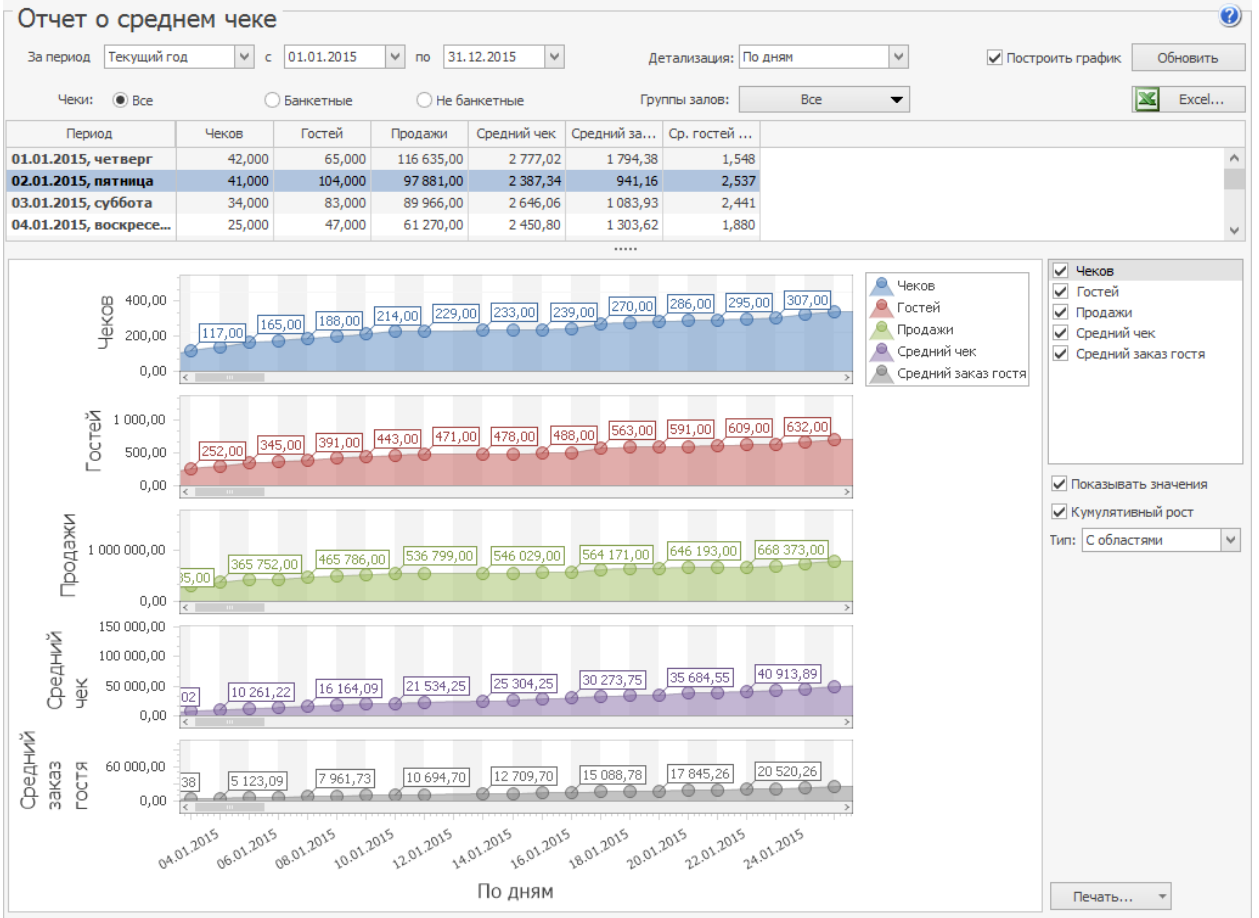 Отчет о среднем чеке
За период Текущий год с 01.01.2015 по 31.12.2015 Детализация: По дням Построить график Обновить
Чеки: Все Банкетные Не банкетные Группы залов: Все Excel...
Период Чеков Гостей Продажи Средний чек Средний за... Ср. гостей ...
01.01.2015, четверг 42,000 65,000 116 635,00 2 777,02 1 794,38 1,548
02.01.2015, пятница 41,000 104,000 97 881,00 2 387,34 941,16 2,537
03.01.2015, суббота 34,000 83,000 89 966,00 2 646,06 1 083,93 2,441
04.01.2015, воскресе... 25,000 47,000 61 270,00 2 450,80 1 303,62 1,880
Чеков
400,00
200,00
0,00
117,00 165,00 188,00 214,00 229,00 233,00 239,00 270,00 286,00 295,00 307,00
Гостей
1 000,00
500,00
0,00
252,00 345,00 391,00 443,00 471,00 478,00 488,00 563,00 591,00 609,00 632,00
Продажи
1 000 000,00
0,00
35,00 365 752,00 465 786,00 536 799,00 546 029,00 564 171,00 646 193,00 668 373,00
Средний
чек
150 000,00
100 000,00
50 000,00
0,00
02 10 261,22 16 164,09 21 534,25 25 304,25 30 273,75 35 684,55 40 913,89
Средний
заказ
гостя
60 000,00
0,00
38 5 123,09 7 961,73 10 694,70 12 709,70 15 088,78 17 845,26 20 520,26
04.01.2015 06.01.2015 08.01.2015 10.01.2015 12.01.2015 14.01.2015 16.01.2015 18.01.2015 20.01.2015 22.01.2015 24.01.2015
По дням
Чеков
Гостей
Продажи
Средний чек
Средний заказ гостя
Чеков
Гостей
Продажи
Средний чек
Средний заказ гостя
Показывать значения
Кумулятивный рост
Тип: С областями
Печать...